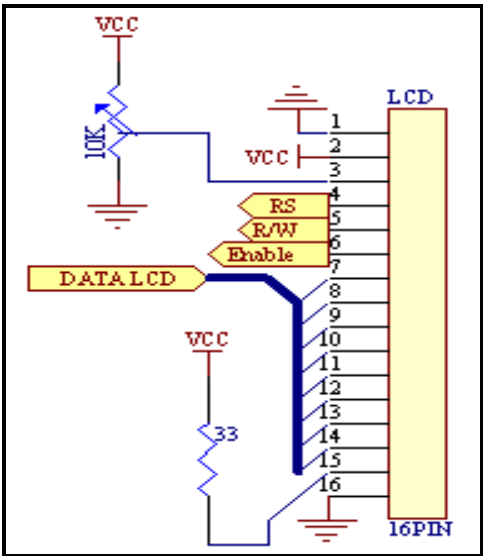 VCC
10K
LCD
1
2
VCC
3
4
RS
5
R/W
6
Enable
7
DATA LCD
8
9
10
11
VCC
12
13
33
14
15
16
16PIN